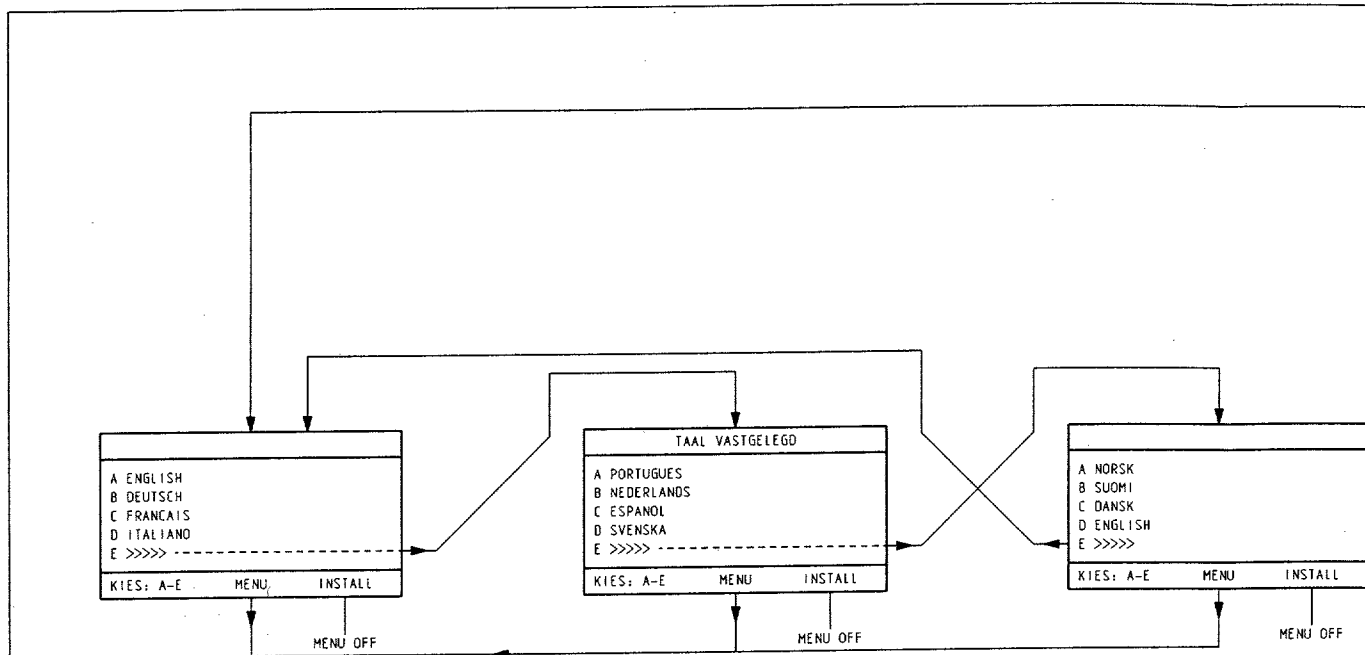 A ENGLISH
B DEUTSCH
C FRANCAIS
D ITALIANO
E >>>>>
KIES: A-E MENU INSTALL
MENU OFF
TAAL VASTGELEGD
A PORTUGUES
B NEDERLANDS
C ESPANOL
D SVENSKA
E >>>>>
KIES: A-E MENU INSTALL
MENU OFF
A NORSK
B SUOMI
C DANSK
D ENGLISH
E >>>>>
KIES: A-E MENU INSTALL
MENU OFF